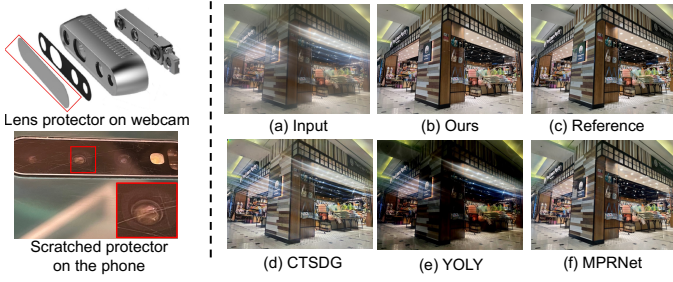 Lens protector on webcam
Scratched protector
on the phone
(a) Input
(b) Ours
(c) Reference
(d) CTSDG
(e) YOLY
(f) MPRNet